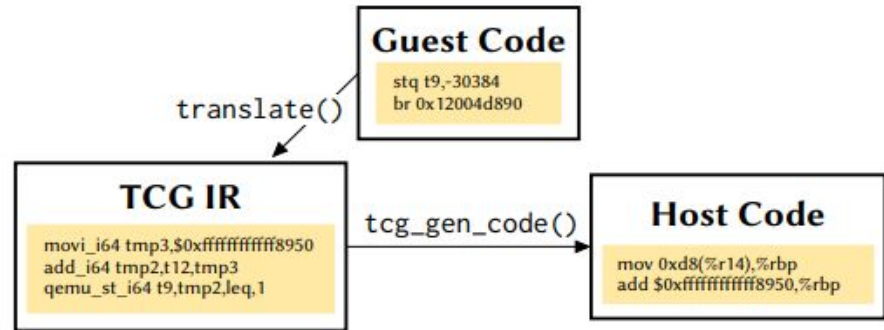 Guest Code
stq t9,-30384
br 0x12004d890
translate()
TCG IR
movi_i64 tmp3,$0xffffffffffff8950
add_i64 tmp2,t12,tmp3
qemu_st_i64 t9,tmp2,leq,1
tcg_gen_code()
Host Code
mov 0xd8(%r14),%rbp
add $0xffffffffffff8950,%rbp